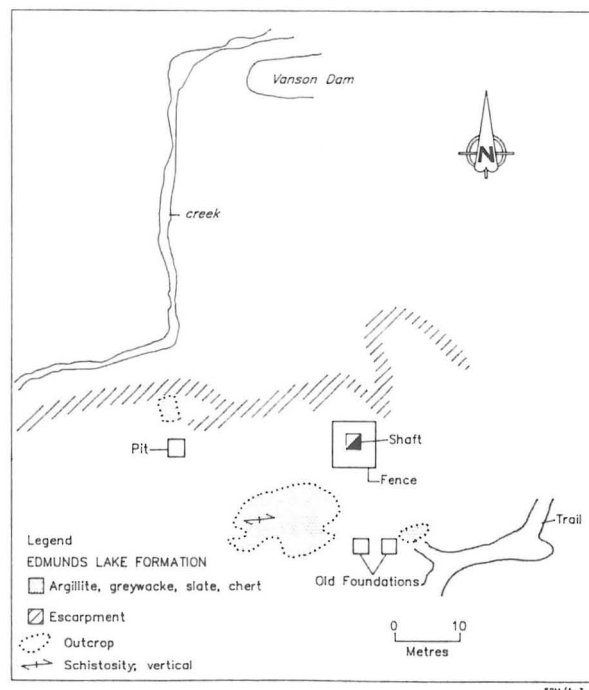 Vanson Dam
N
creek
Shaft
Pit
Fence
Trail
Old Foundations
Legend
EDMUNDS LAKE FORMATION
Argillite, greywacke, slate, chert
Escarpment
Outcrop
Schistosity; vertical
0 10
Metres